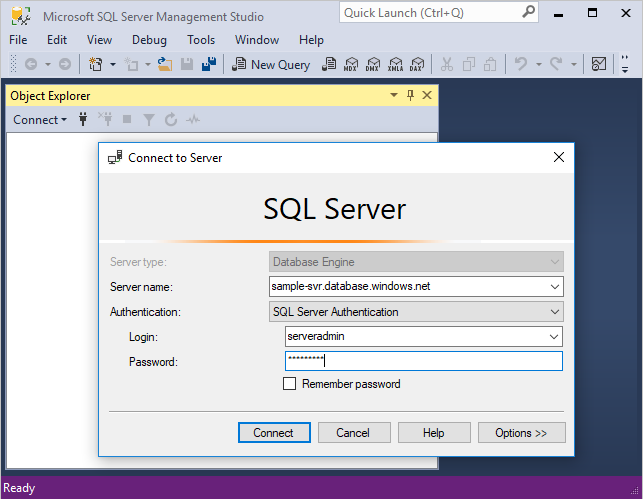 Microsoft SQL Server Management Studio
Quick Launch (Ctrl+Q)
File Edit View Debug Tools Window Help
New Query MDX DMX XMLA DAX
Object Explorer
Connect
Connect to Server
SQL Server
Server type: Database Engine
Server name: sample-svr.database.windows.net
Authentication: SQL Server Authentication
Login: serveradmin
Password: *********
Remember password
Connect Cancel Help Options >>
Ready